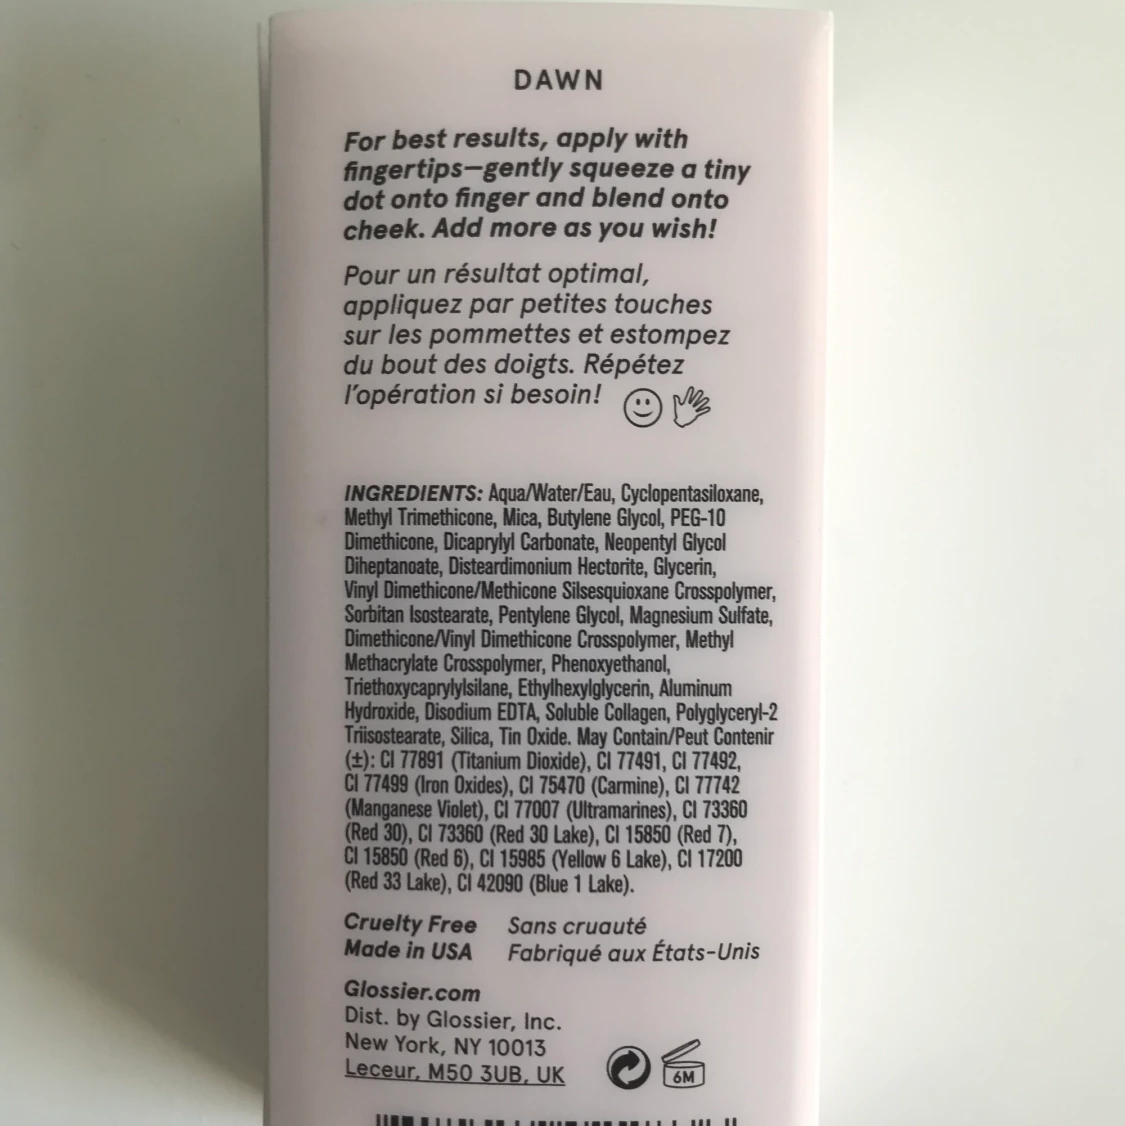 DAWN
For best results, apply with
fingertips—gently squeeze a tiny
dot onto finger and blend onto
cheek. Add more as you wish!
Pour un résultat optimal,
appliquez par petites touches
sur les pommettes et estompez
du bout des doigts. Répétez
l'opération si besoin!
INGREDIENTS: Aqua/Water/Eau, Cyclopentasiloxane,
Methyl Trimethicone, Mica, Butylene Glycol, PEG-10
Dimethicone, Dicaprylyl Carbonate, Neopentyl Glycol
Diheptanoate, Disteardimonium Hectorite, Glycerin,
Vinyl Dimethicone/Methicone Silsesquioxane Crosspolymer,
Sorbitan Isostearate, Pentylene Glycol, Magnesium Sulfate,
Dimethicone/Vinyl Dimethicone Crosspolymer, Methyl
Methacrylate Crosspolymer, Phenoxyethanol,
Triethoxycaprylylsilane, Ethylhexylglycerin, Aluminum
Hydroxide, Disodium EDTA, Soluble Collagen, Polyglyceryl-2
Triisostearate, Silica, Tin Oxide. May Contain/Peut Contenir
(±): CI 77891 (Titanium Dioxide), CI 77491, CI 77492,
CI 77499 (Iron Oxides), CI 75470 (Carmine), CI 77742
(Manganese Violet), CI 77007 (Ultramarines), CI 73360
(Red 30), CI 73360 (Red 30 Lake), CI 15850 (Red 7),
CI 15850 (Red 6), CI 15985 (Yellow 6 Lake), CI 17200
(Red 33 Lake), CI 42090 (Blue 1 Lake).
Cruelty Free Sans cruauté
Made in USA Fabriqué aux États-Unis
Glossier.com
Dist. by Glossier, Inc.
New York, NY 10013
Leceur, M50 3UB, UK
6M